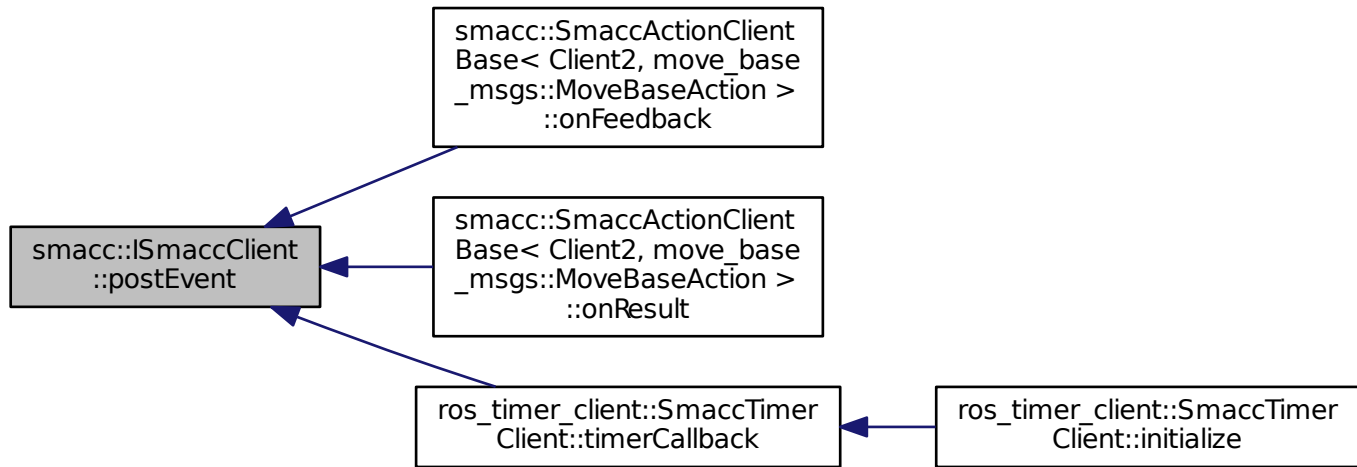 smacc::SmaccActionClient
Base< Client2, move_base
_msgs::MoveBaseAction >
::onFeedback
smacc::ISmaccClient
::postEvent
smacc::SmaccActionClient
Base< Client2, move_base
_msgs::MoveBaseAction >
::onResult
ros_timer_client::SmaccTimer
Client::timerCallback
ros_timer_client::SmaccTimer
Client::initialize